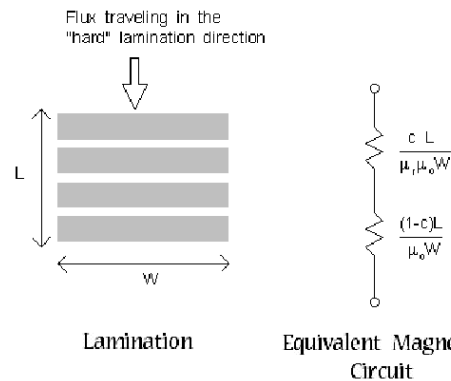 Flux traveling in the
"hard" lamination direction
L
W
c L
μrμoW
(1-c)L
μoW
Lamination
Equivalent Magne
Circuit